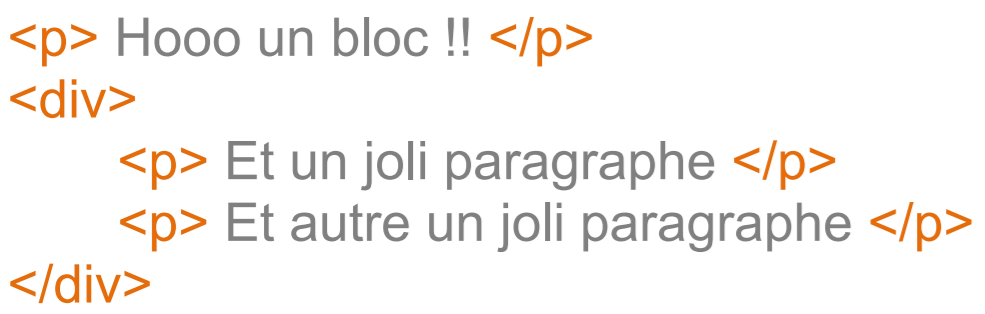 <p> Hooo un bloc !! </p>
<div>
<p> Et un joli paragraphe </p>
<p> Et autre un joli paragraphe </p>
</div>